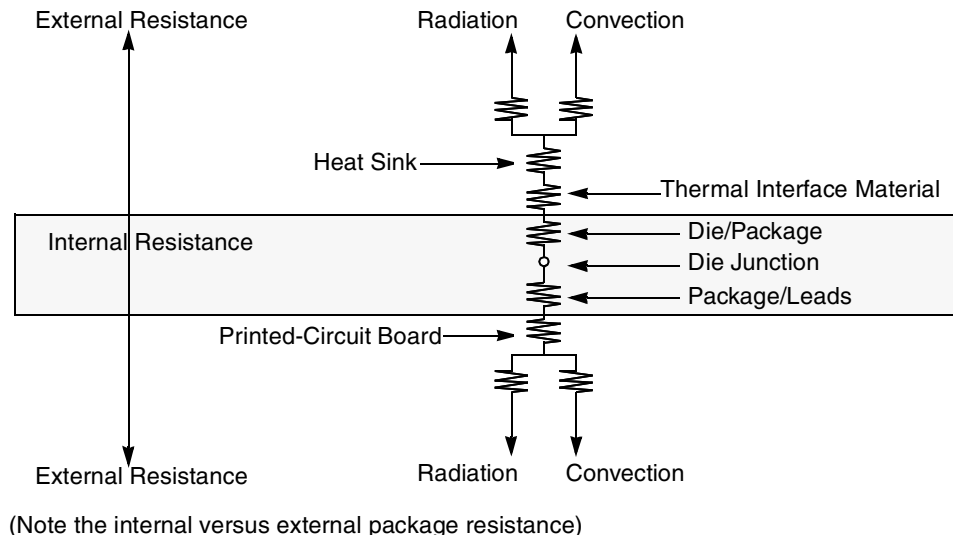 External Resistance
Radiation Convection
Heat Sink
Thermal Interface Material
Internal Resistance
Die/Package
Die Junction
Package/Leads
Printed-Circuit Board
External Resistance
Radiation Convection
(Note the internal versus external package resistance)